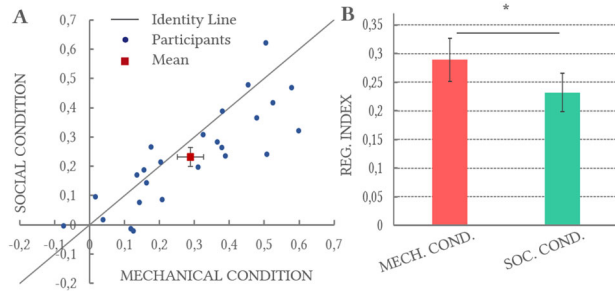 A
0,7
0,6
0,5
0,4
0,3
0,2
0,1
0
-0,1
-0,2
-0,2
-0,1
0
0,1
0,2
0,3
0,4
0,5
0,6
0,7
Identity Line
Participants
Mean
SOCIAL CONDITION
MECHANICAL CONDITION
B
*
0,35
0,3
0,25
0,2
0,15
0,1
0,05
0
REG. INDEX
MECH. COND.
SOC. COND.